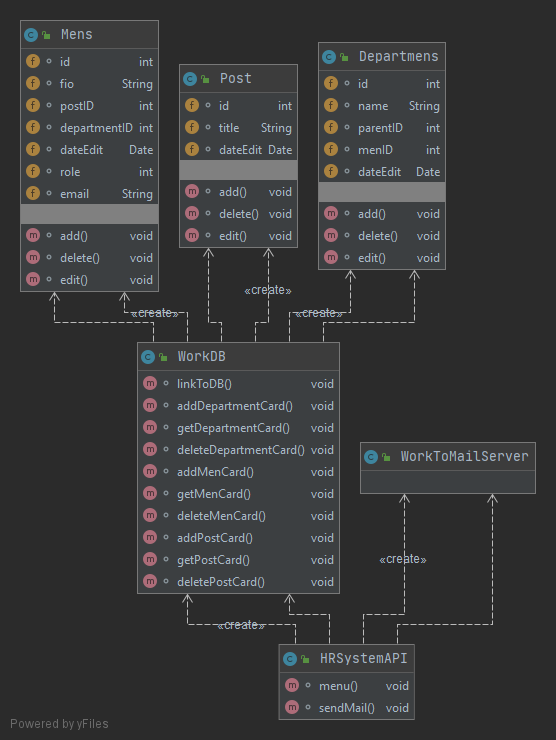 Mens
id int
fio String
postID int
departmentID int
dateEdit Date
role int
email String
add() void
delete() void
edit() void
Post
id int
title String
dateEdit Date
add() void
delete() void
edit() void
Departmens
id int
name String
parentID int
menID int
dateEdit Date
add() void
delete() void
edit() void
«create»
«create»
«create»
WorkDB
linkToDB() void
addDepartmentCard() void
getDepartmentCard() void
deleteDepartmentCard() void
addMenCard() void
getMenCard() void
deleteMenCard() void
addPostCard() void
getPostCard() void
deletePostCard() void
WorkToMailServer
«create»
«create»
HRSystemAPI
menu() void
sendMail() void
Powered by yFiles